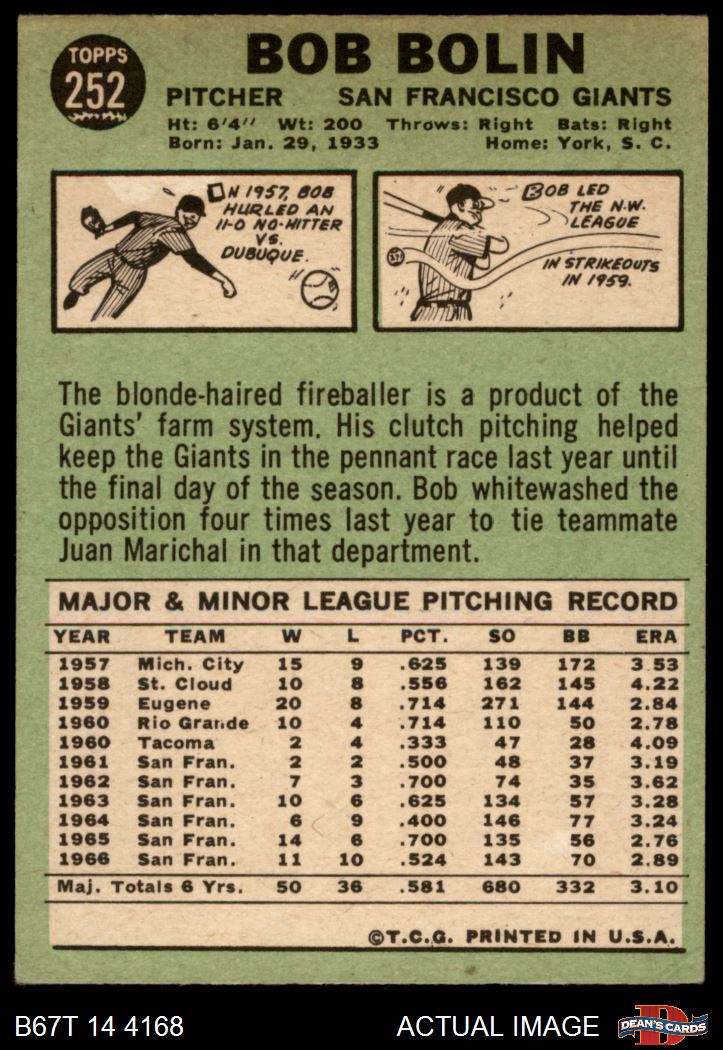 TOPPS
252
BOB BOLIN
PITCHER SAN FRANCISCO GIANTS
Ht: 6'4" Wt: 200 Throws: Right Bats: Right
Born: Jan. 29, 1933 Home: York, S. C.
IN 1957, BOB
HURLED AN
11-0 NO-HITTER
VS.
DUBUQUE.
BOB LED
THE N.W.
LEAGUE
IN STRIKEOUTS
IN 1959.
The blonde-haired fireballer is a product of the
Giants' farm system. His clutch pitching helped
keep the Giants in the pennant race last year until
the final day of the season. Bob whitewashed the
opposition four times last year to tie teammate
Juan Marichal in that department.
MAJOR & MINOR LEAGUE PITCHING RECORD
YEAR TEAM W L PCT. SO BB ERA
1957 Mich. City 15 9 .625 139 172 3.53
1958 St. Cloud 10 8 .556 162 145 4.22
1959 Eugene 20 8 .714 271 144 2.84
1960 Rio Grande 10 4 .714 110 50 2.78
1960 Tacoma 2 4 .333 47 28 4.09
1961 San Fran. 2 2 .500 48 37 3.19
1962 San Fran. 7 3 .700 74 35 3.62
1963 San Fran. 10 6 .625 134 57 3.28
1964 San Fran. 6 9 .400 146 77 3.24
1965 San Fran. 14 6 .700 135 56 2.76
1966 San Fran. 11 10 .524 143 70 2.89
Maj. Totals 6 Yrs. 50 36 .581 680 332 3.10
©T.C.G. PRINTED IN U.S.A.
B67T 14 4168 ACTUAL IMAGE
DEAN'S CARDS